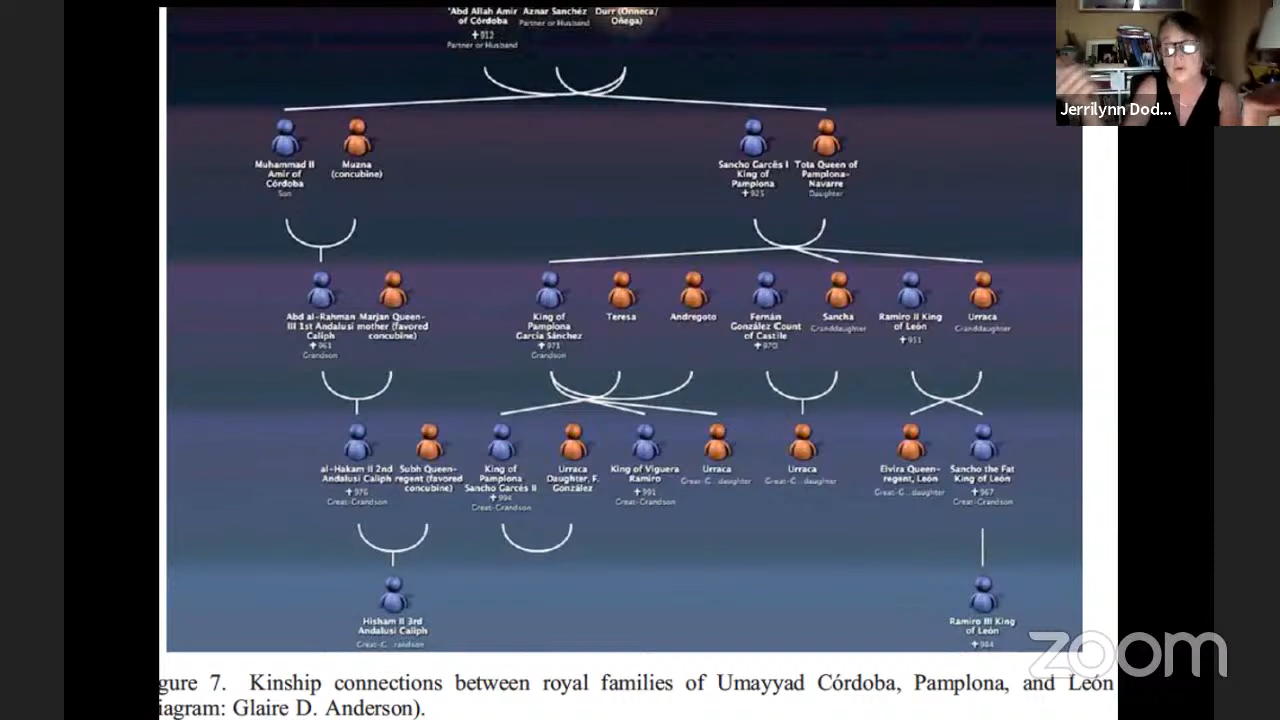 'Abd Allah Amir of Córdoba
✝912
Partner or Husband
Aznar Sanchéz
Partner or Husband
Durr (Onneca/ Oñega)
Jerrilynn Dod...
Muhammad II
Amir of
Córdoba
Son
Muzna
(concubine)
Sancho Garcés I
King of
Pamplona
✝925
Tota Queen of
Pamplona-
Navarre
Daughter
Abd al-Rahman
III 1st Andalusi
Caliph
✝961
Grandson
Marjan Queen-
mother (favored
concubine)
King of
Pamplona
García Sánchez
✝971
Grandson
Teresa
Andregoto
Fernán
González Count
of Castile
✝970
Sancha
Granddaughter
Ramiro II King
of León
✝951
Urraca
Granddaughter
al-Hakam II 2nd
Andalusi Caliph
✝976
Great-Grandson
Subh Queen-
regent (favored
concubine)
King of
Pamplona
Sancho Garcés II
✝994
Great-Grandson
Urraca
Daughter, F.
González
King of Viguera
Ramiro
✝991
Great-Grandson
Urraca
Great-G...daughter
Urraca
Great-G...daughter
Elvira Queen-
regent, León
Great-G...daughter
Sancho the Fat
King of León
✝967
Great-Grandson
Hisham II 3rd
Andalusi Caliph
Great-G...randson
Ramiro III King
of León
✝984
zoom
gure 7. Kinship connections between royal families of Umayyad Córdoba, Pamplona, and León
iagram: Glaire D. Anderson).